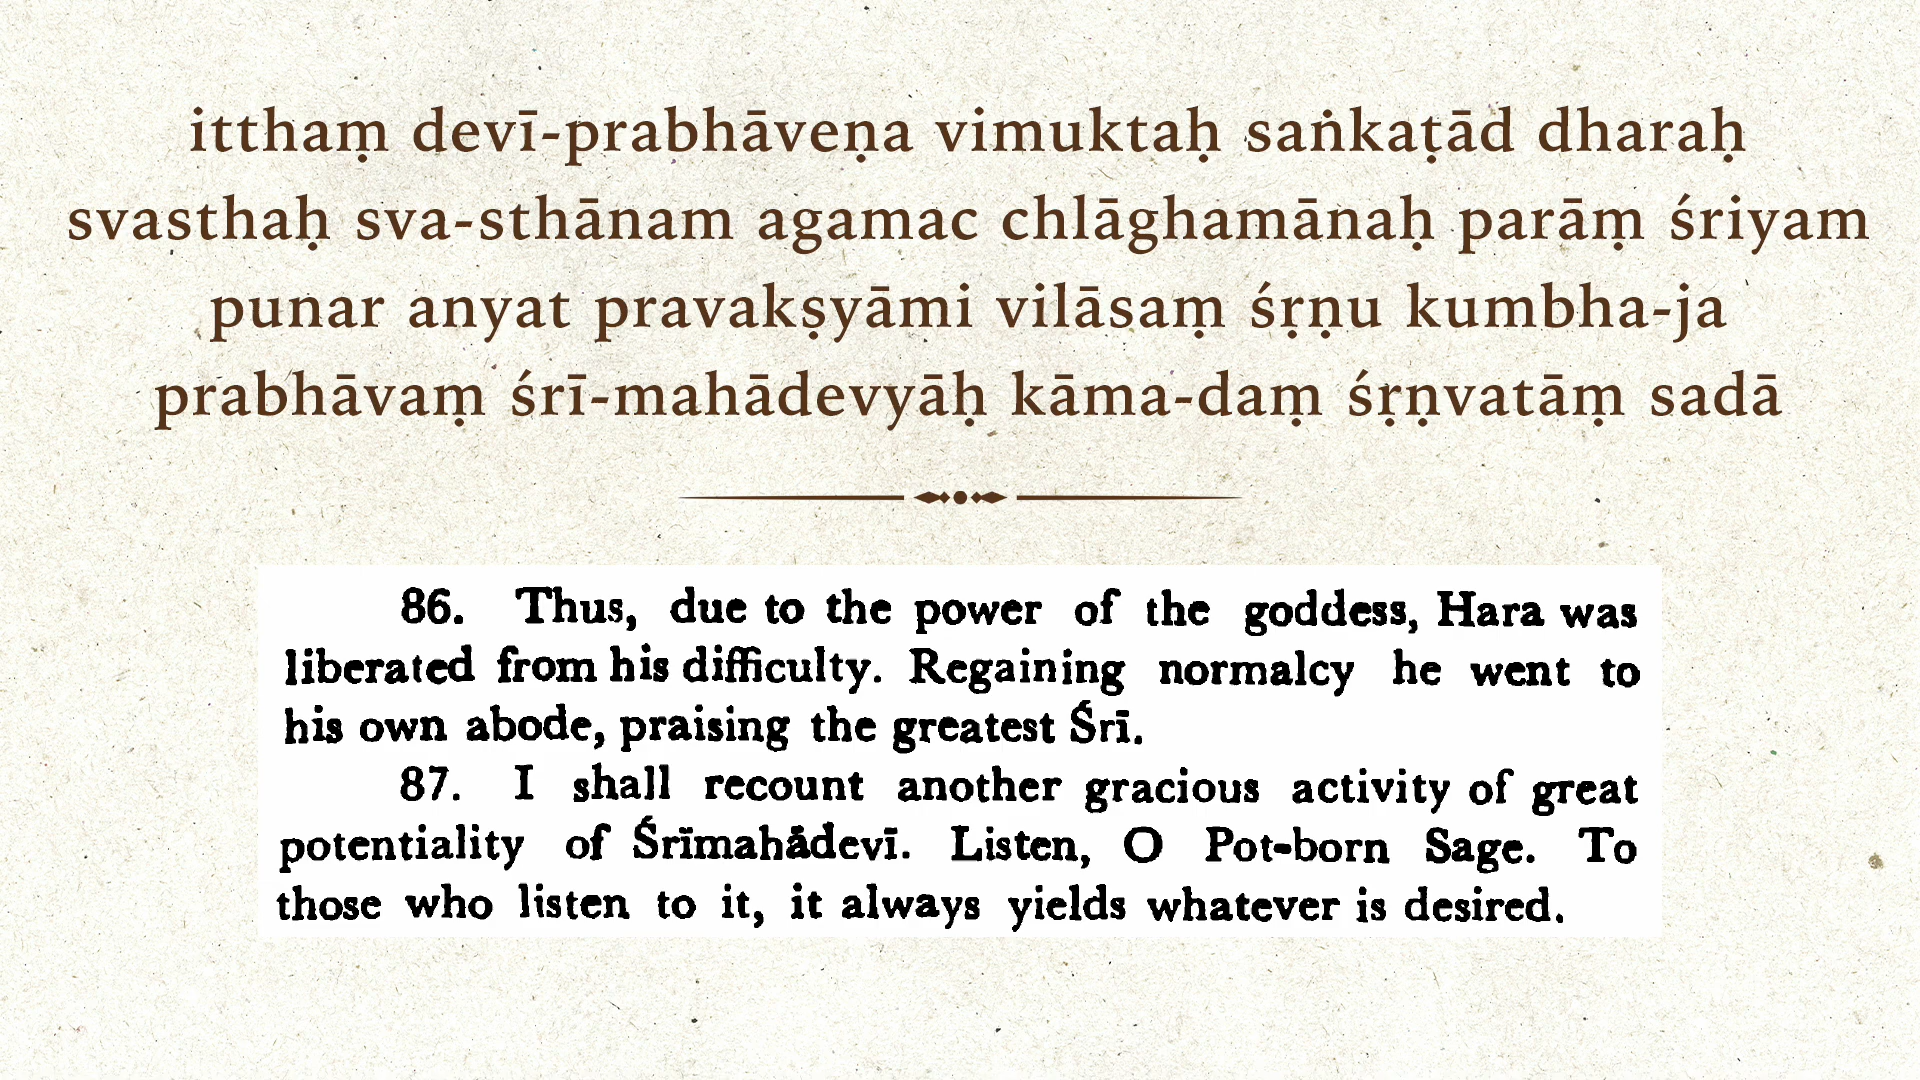 itthaṃ devī-prabhāveṇa vimuktaḥ saṅkaṭād dharaḥ
svasthaḥ sva-sthānam agamac chlāghamānaḥ parāṃ śriyam
punar anyat pravakṣyāmi vilāsaṃ śṛṇu kumbha-ja
prabhāvaṃ śrī-mahādevyāḥ kāma-daṃ śṛṇvatāṃ sadā
86. Thus, due to the power of the goddess, Hara was
liberated from his difficulty. Regaining normalcy he went to
his own abode, praising the greatest Śrī.
87. I shall recount another gracious activity of great
potentiality of Śrīmahādevī. Listen, O Pot-born Sage. To
those who listen to it, it always yields whatever is desired.